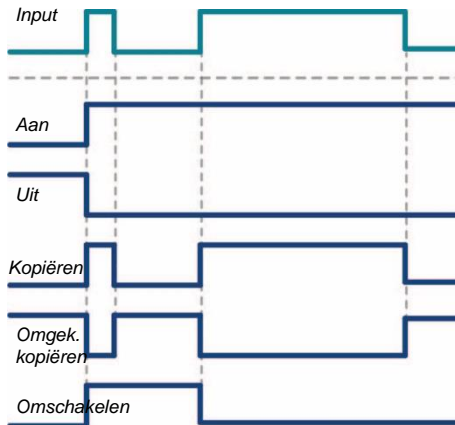 Input
Aan
Uit
Kopiëren
Omgek.
kopiëren
Omschakelen